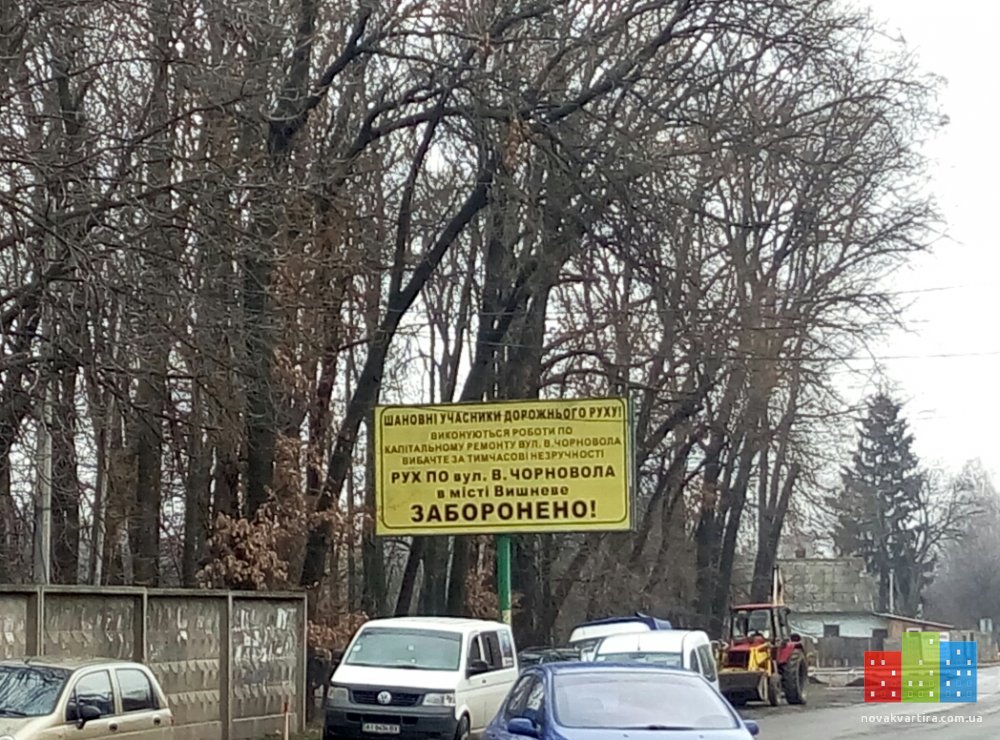 ШАНОВНІ УЧАСНИКИ ДОРОЖНЬОГО РУХУ!
ВИКОНУЮТЬСЯ РОБОТИ ПО
КАПІТАЛЬНОМУ РЕМОНТУ ВУЛ. В.ЧОРНОВОЛА
ВИБАЧТЕ ЗА ТИМЧАСОВІ НЕЗРУЧНОСТІ
РУХ ПО вул. В. ЧОРНОВОЛА
в місті Вишневе
ЗАБОРОНЕНО!
novakvartira.com.ua